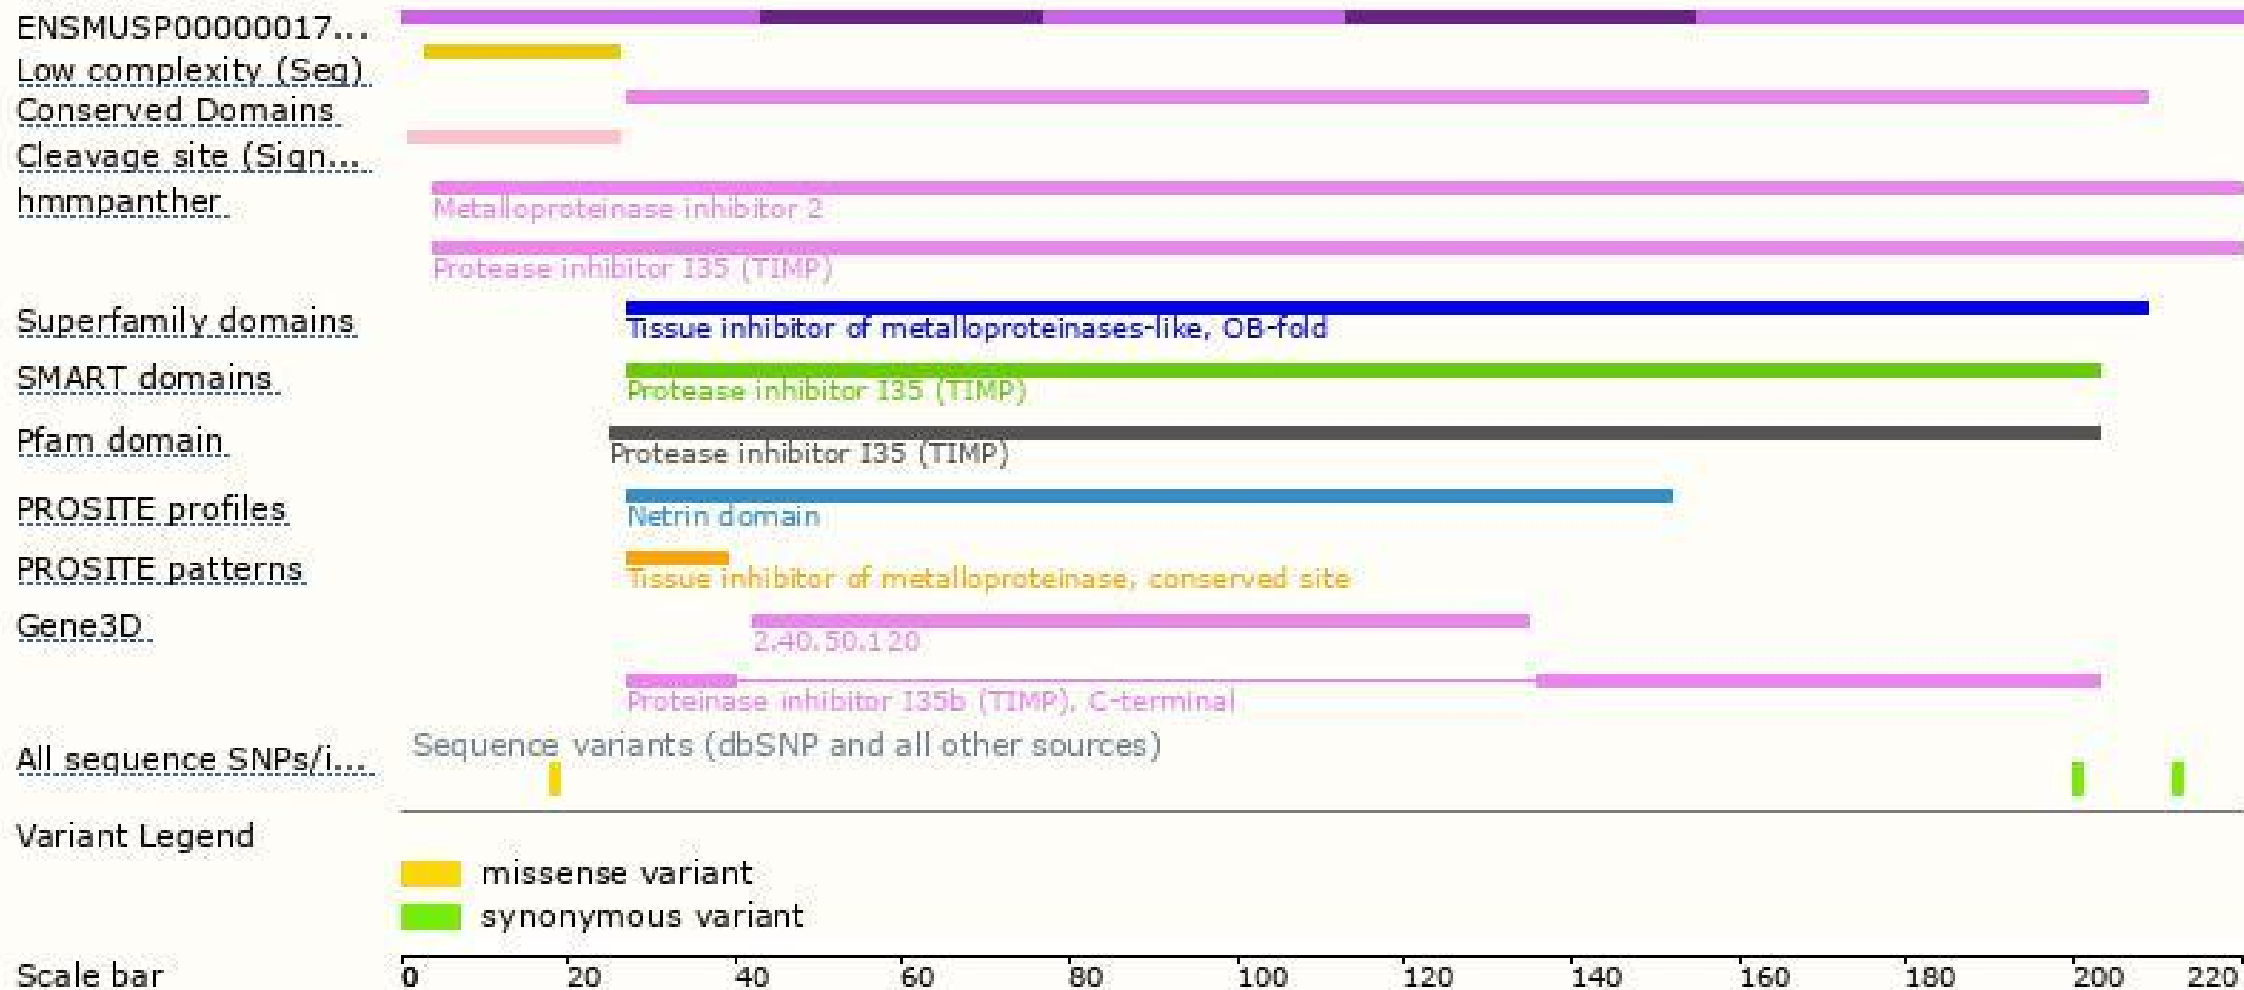 ENSMUSP00000017...
Low complexity (Seg)
Conserved Domains
Cleavage site (Sign...
hmmpanther
Metalloproteinase inhibitor 2
Protease inhibitor I35 (TIMP)
Superfamily domains
Tissue inhibitor of metalloproteinases-like, OB-fold
SMART domains
Protease inhibitor I35 (TIMP)
Pfam domain
Protease inhibitor I35 (TIMP)
PROSITE profiles
Netrin domain
PROSITE patterns
Tissue inhibitor of metalloproteinase, conserved site
Gene3D
2.40.50.120
Proteinase inhibitor I35b (TIMP), C-terminal
All sequence SNPs/i...
Sequence variants (dbSNP and all other sources)
Variant Legend
missense variant
synonymous variant
Scale bar 0 20 40 60 80 100 120 140 160 180 200 220